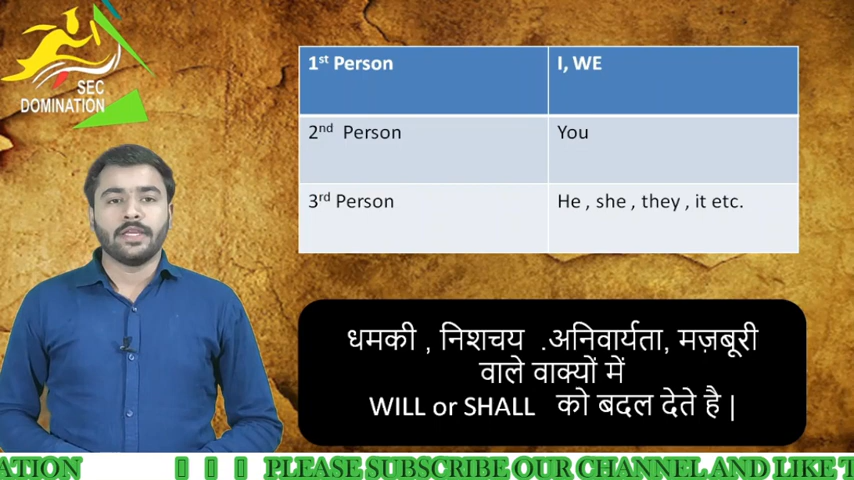 SEC
DOMINATION
1st Person I, WE
2nd Person You
3rd Person He , she , they , it etc.
धमकी , निशचय .अनिवार्यता, मज़बूरी
वाले वाक्यों में
WILL or SHALL को बदल देते है |
ATION PLEASE SUBSCRIBE OUR CHANNEL AND LIKE T